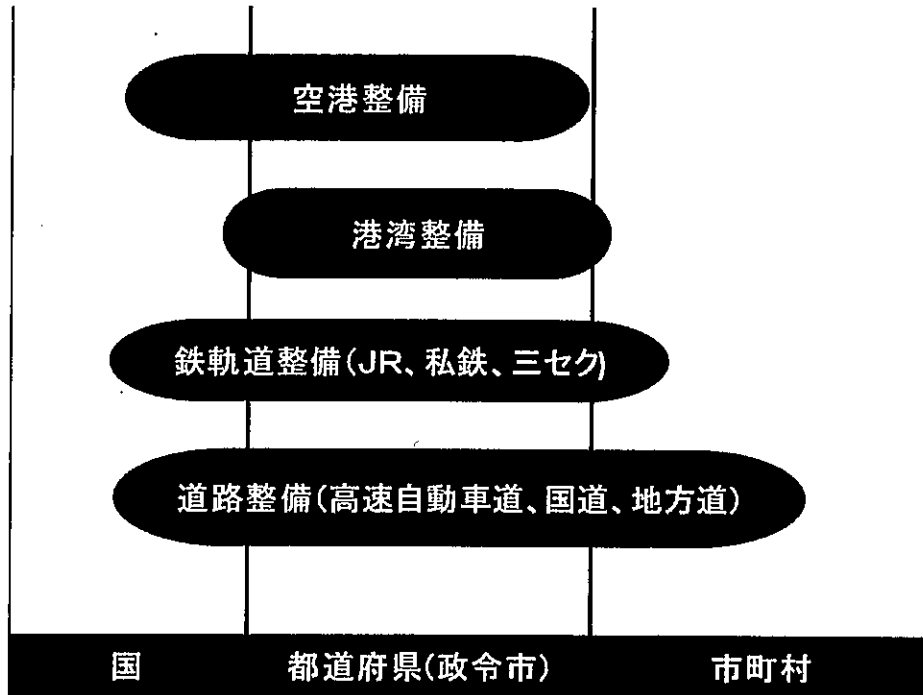 空港整備
港湾整備
鉄軌道整備(JR、私鉄、三セク)
道路整備(高速自動車道、国道、地方道)
国 都道府県(政令市) 市町村